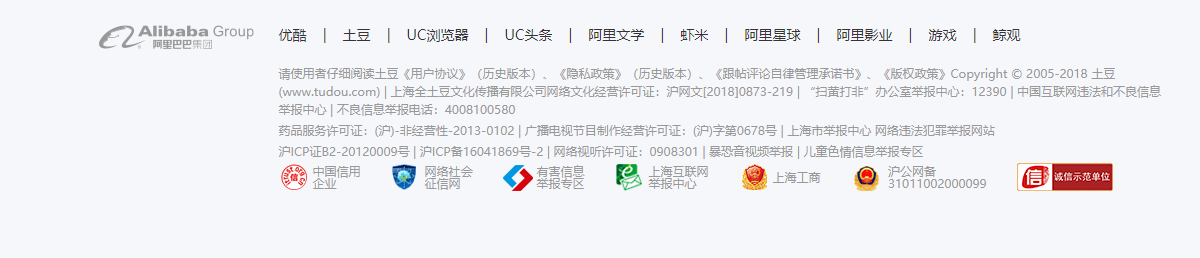 Alibaba Group
阿里巴巴集团
优酷 | 土豆 | UC浏览器 | UC头条 | 阿里文学 | 虾米 | 阿里星球 | 阿里影业 | 游戏 | 鲸观
请使用者仔细阅读土豆《用户协议》（历史版本）、《隐私政策》（历史版本）、《跟帖评论自律管理承诺书》、《版权政策》Copyright © 2005-2018 土豆
(www.tudou.com) | 上海全土豆文化传播有限公司网络文化经营许可证：沪网文[2018]0873-219 | “扫黄打非”办公室举报中心：12390 | 中国互联网违法和不良信息
举报中心 | 不良信息举报电话：4008100580
药品服务许可证：(沪)-非经营性-2013-0102 | 广播电视节目制作经营许可证：(沪)字第0678号 | 上海市举报中心 网络违法犯罪举报网站
沪ICP证B2-20120009号 | 沪ICP备16041869号-2 | 网络视听许可证：0908301 | 暴恐音视频举报 | 儿童色情信息举报专区
中国信用
企业
网络社会
征信网
有害信息
举报专区
上海互联网
举报中心
上海工商
沪公网备
31011002000099
信 诚信示范单位